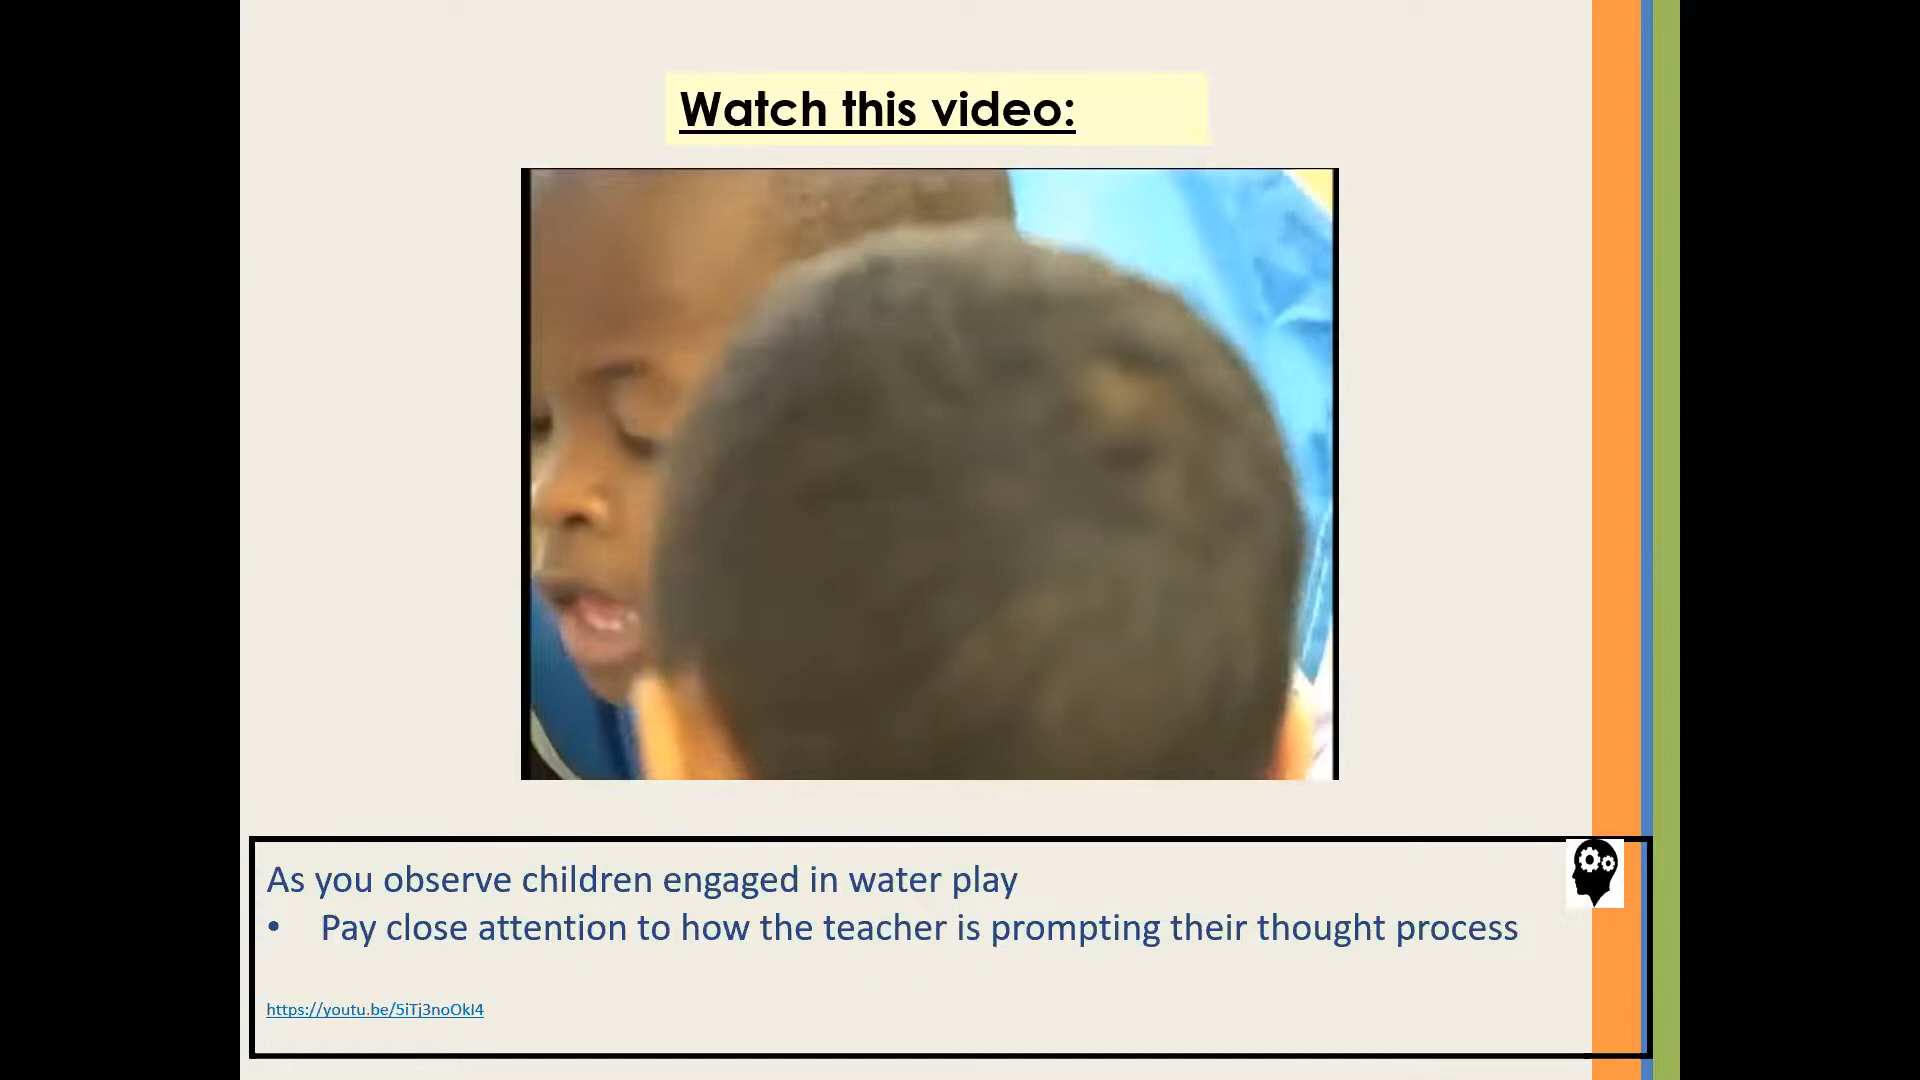 Watch this video:
As you observe children engaged in water play
• Pay close attention to how the teacher is prompting their thought process
https://youtu.be/5iTj3noOkI4